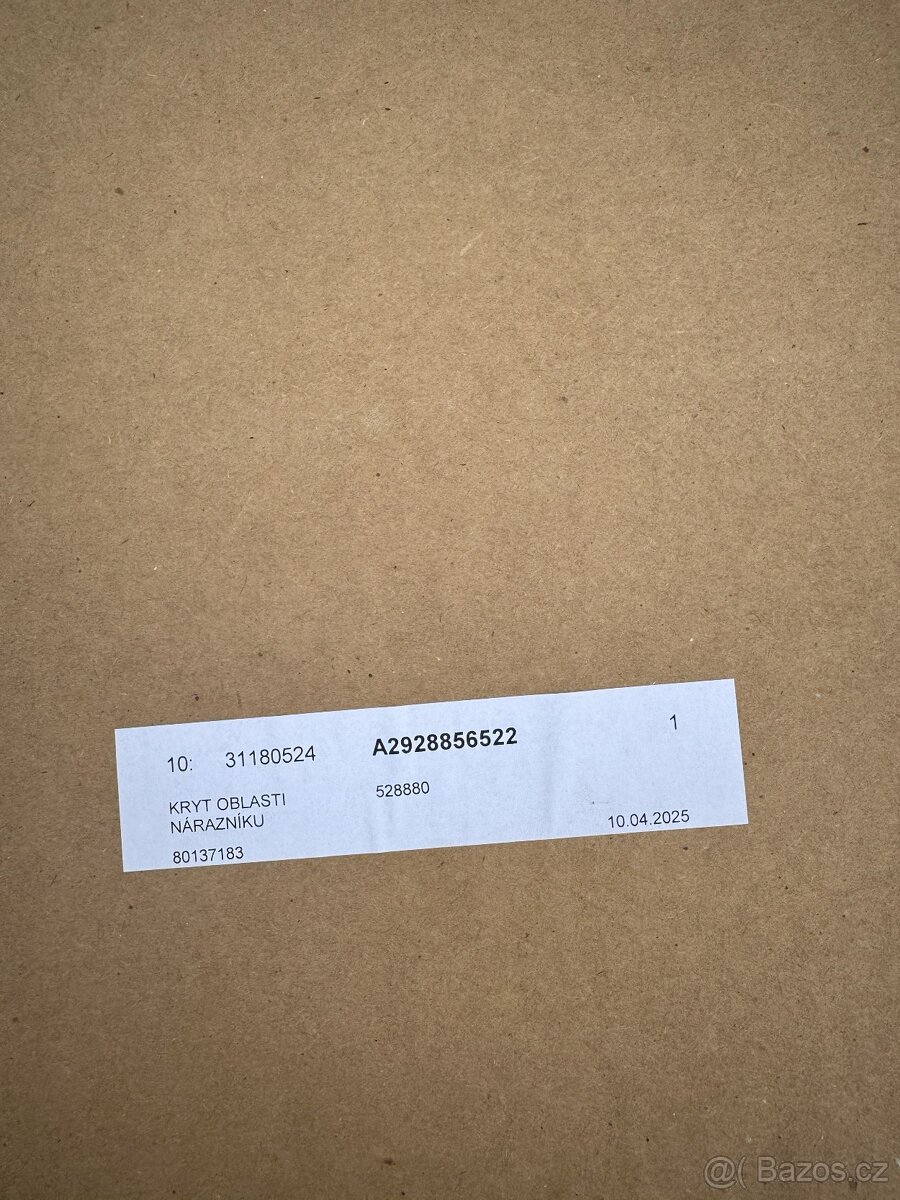 10: 31180524 A2928856522 1
KRYT OBLASTI 528880
NÁRAZNÍKU 10.04.2025
80137183
@( Bazos.cz